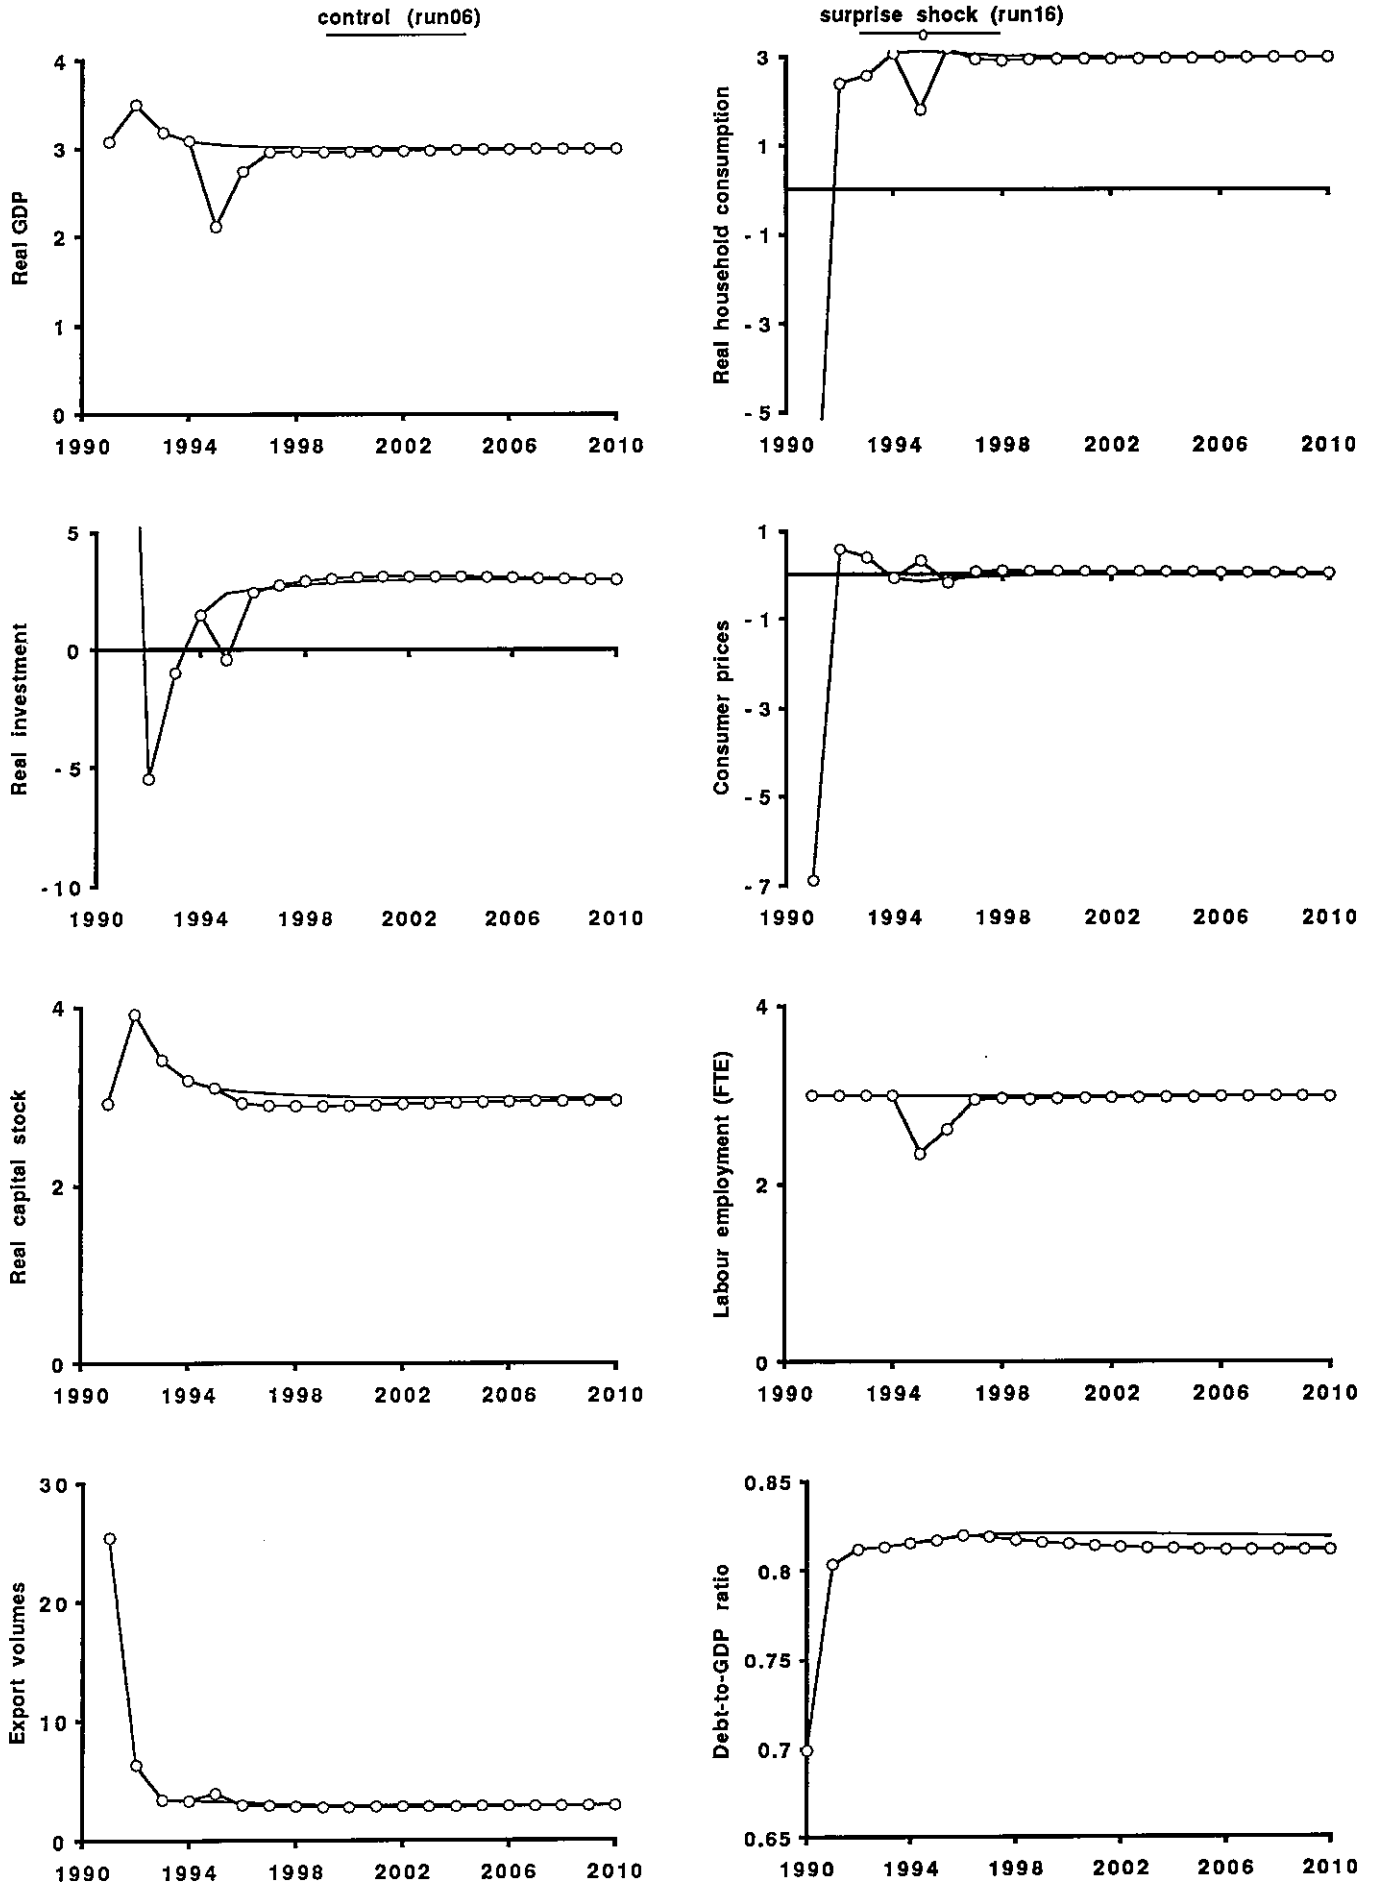 control (run06)
surprise shock (run16)
Real GDP
4
3
2
1
0
1990 1994 1998 2002 2006 2010
Real household consumption
3
1
-1
-3
-5
1990 1994 1998 2002 2006 2010
Real investment
5
0
-5
-10
1990 1994 1998 2002 2006 2010
Consumer prices
1
-1
-3
-5
-7
1990 1994 1998 2002 2006 2010
Real capital stock
4
2
0
1990 1994 1998 2002 2006 2010
Labour employment (FTE)
4
2
0
1990 1994 1998 2002 2006 2010
Export volumes
30
20
10
0
1990 1994 1998 2002 2006 2010
Debt-to-GDP ratio
0.85
0.8
0.75
0.7
0.65
1990 1994 1998 2002 2006 2010